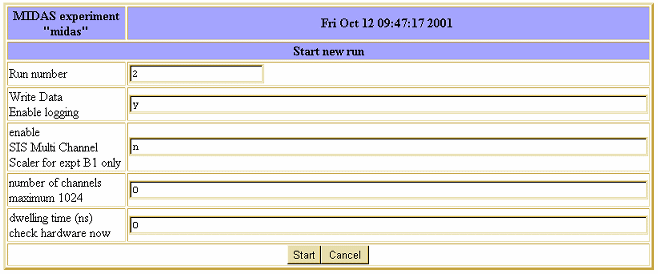 MIDAS experiment
"midas"
Fri Oct 12 09:47:17 2001
Start new run
Run number
2
Write Data
Enable logging
y
enable
SIS Multi Channel
Scaler for expt B1 only
n
number of channels
maximum 1024
0
dwelling time (ns)
check hardware now
0
Start Cancel